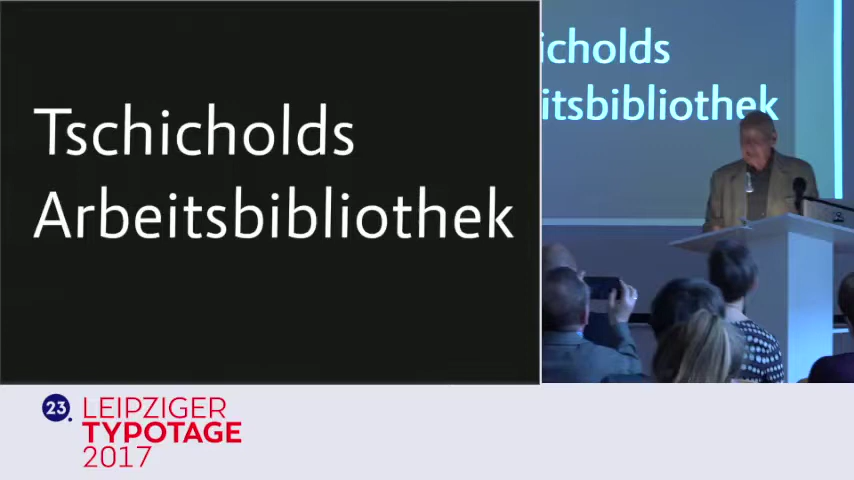 Tschicholds
Arbeitsbibliothek
icholds
itsbibliothek
23.
LEIPZIGER
TYPOTAGE
2017